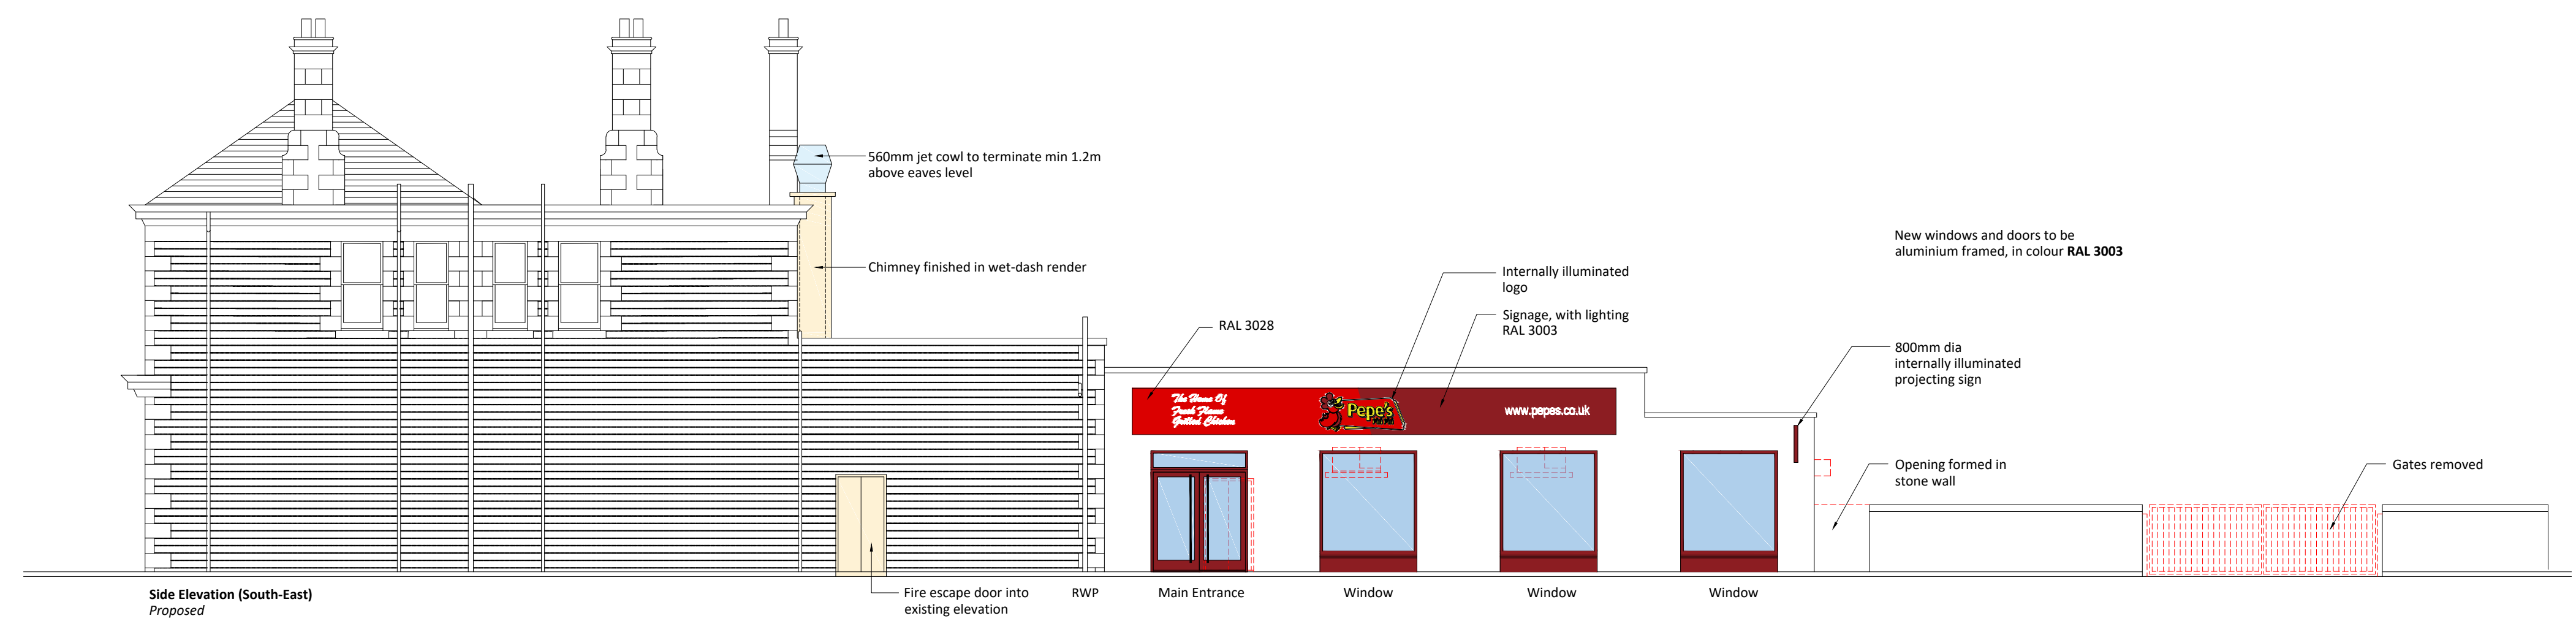 560mm jet cowl to terminate min 1.2m
above eaves level
Chimney finished in wet-dash render
New windows and doors to be
aluminium framed, in colour RAL 3003
Internally illuminated
logo
Signage, with lighting
RAL 3003
RAL 3028
800mm dia
internally illuminated
projecting sign
The Home Of
Fresh Flame
Grilled Chicken
Pepe's
www.pepes.co.uk
Opening formed in
stone wall
Gates removed
Side Elevation (South-East)
Proposed
Fire escape door into
existing elevation
RWP
Main Entrance
Window
Window
Window